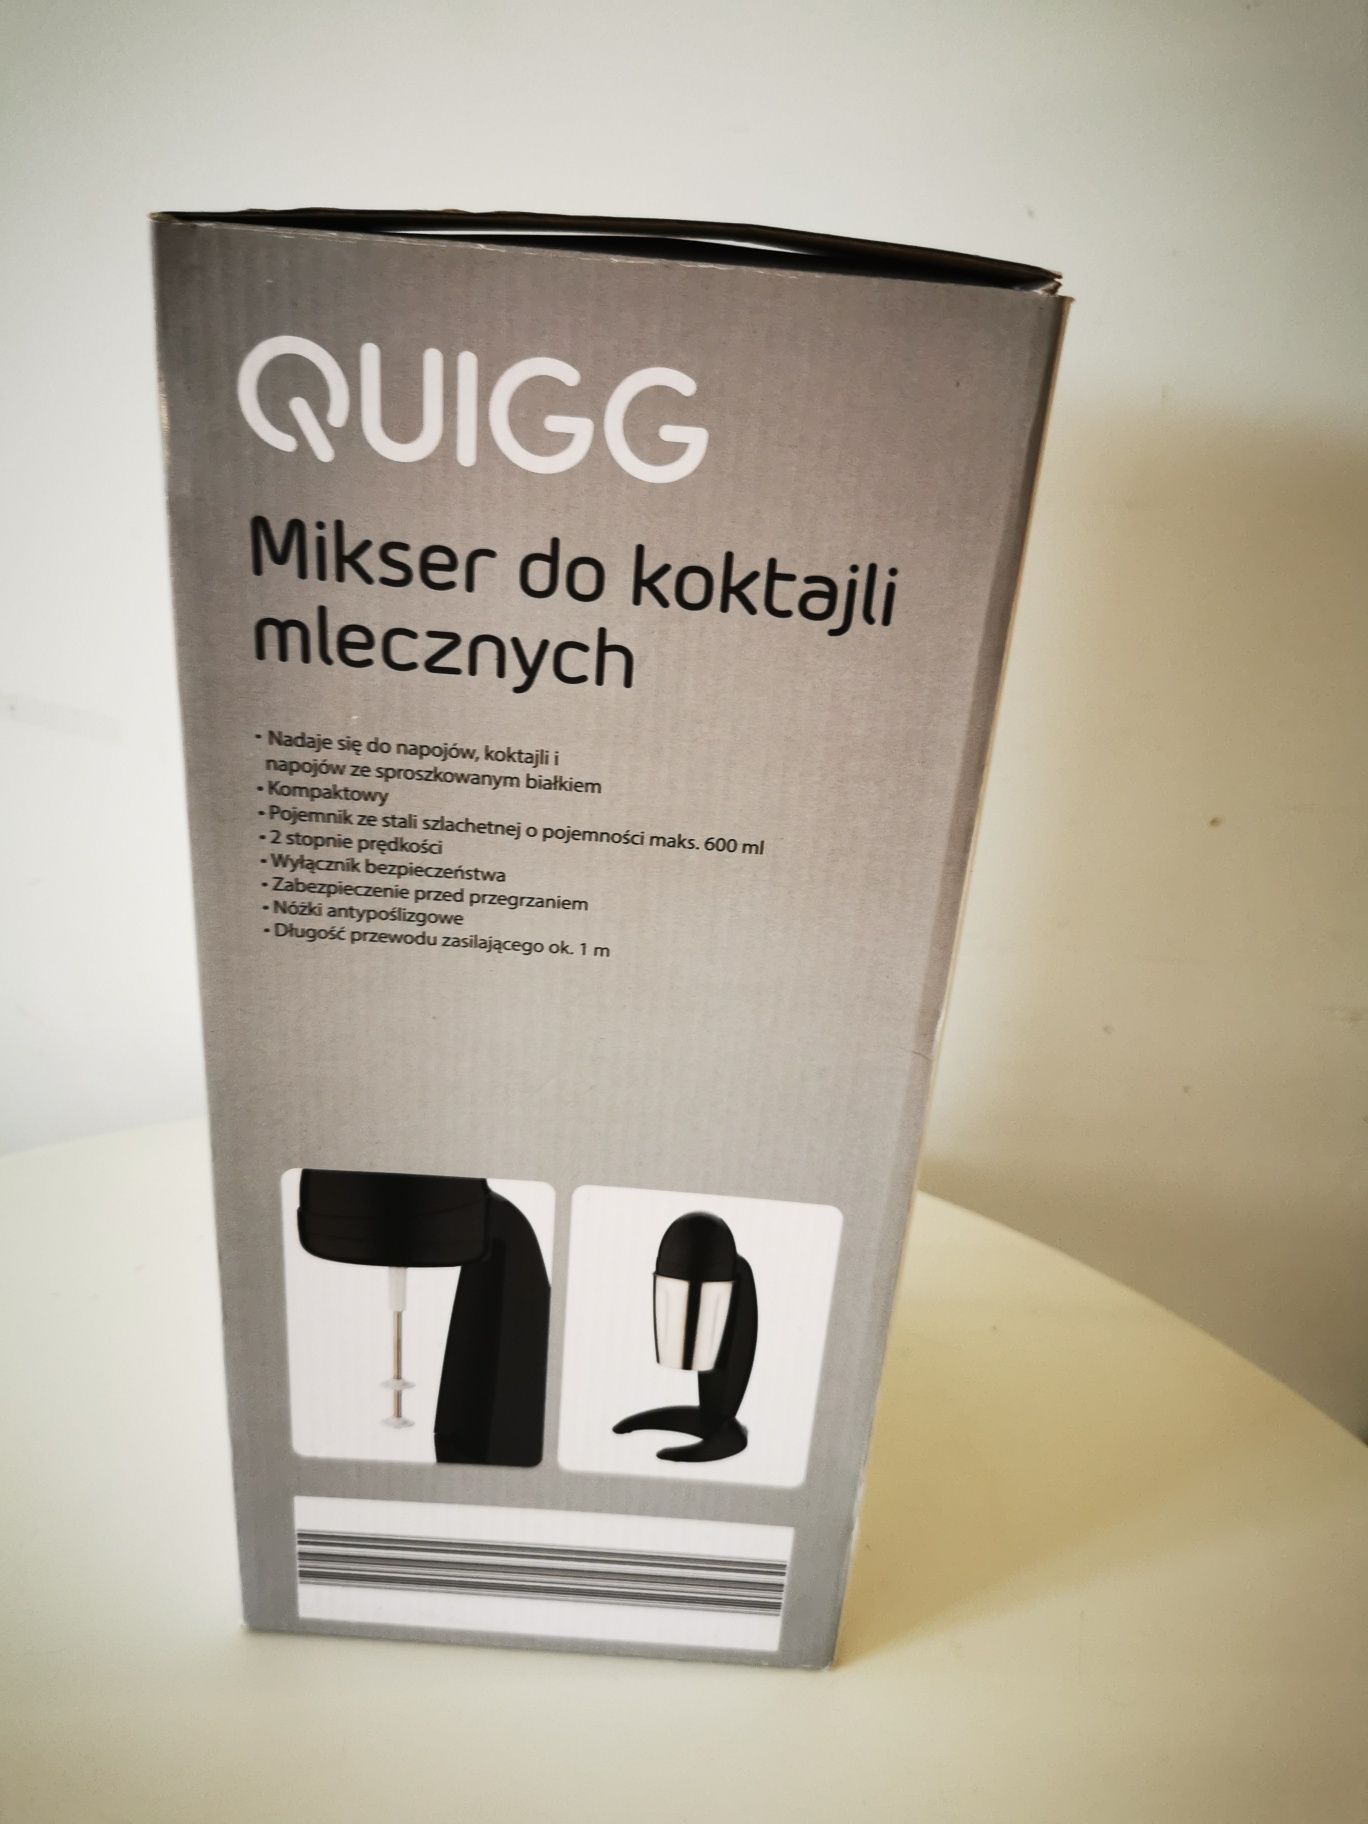 QUIGG
Mikser do koktajli
mlecznych
• Nadaje się do napojów, koktajli i
napojów ze sproszkowanym białkiem
• Kompaktowy
• Pojemnik ze stali szlachetnej o pojemności maks. 600 ml
• 2 stopnie prędkości
• Wyłącznik bezpieczeństwa
• Zabezpieczenie przed przegrzaniem
• Nóżki antypoślizgowe
• Długość przewodu zasilającego ok. 1 m